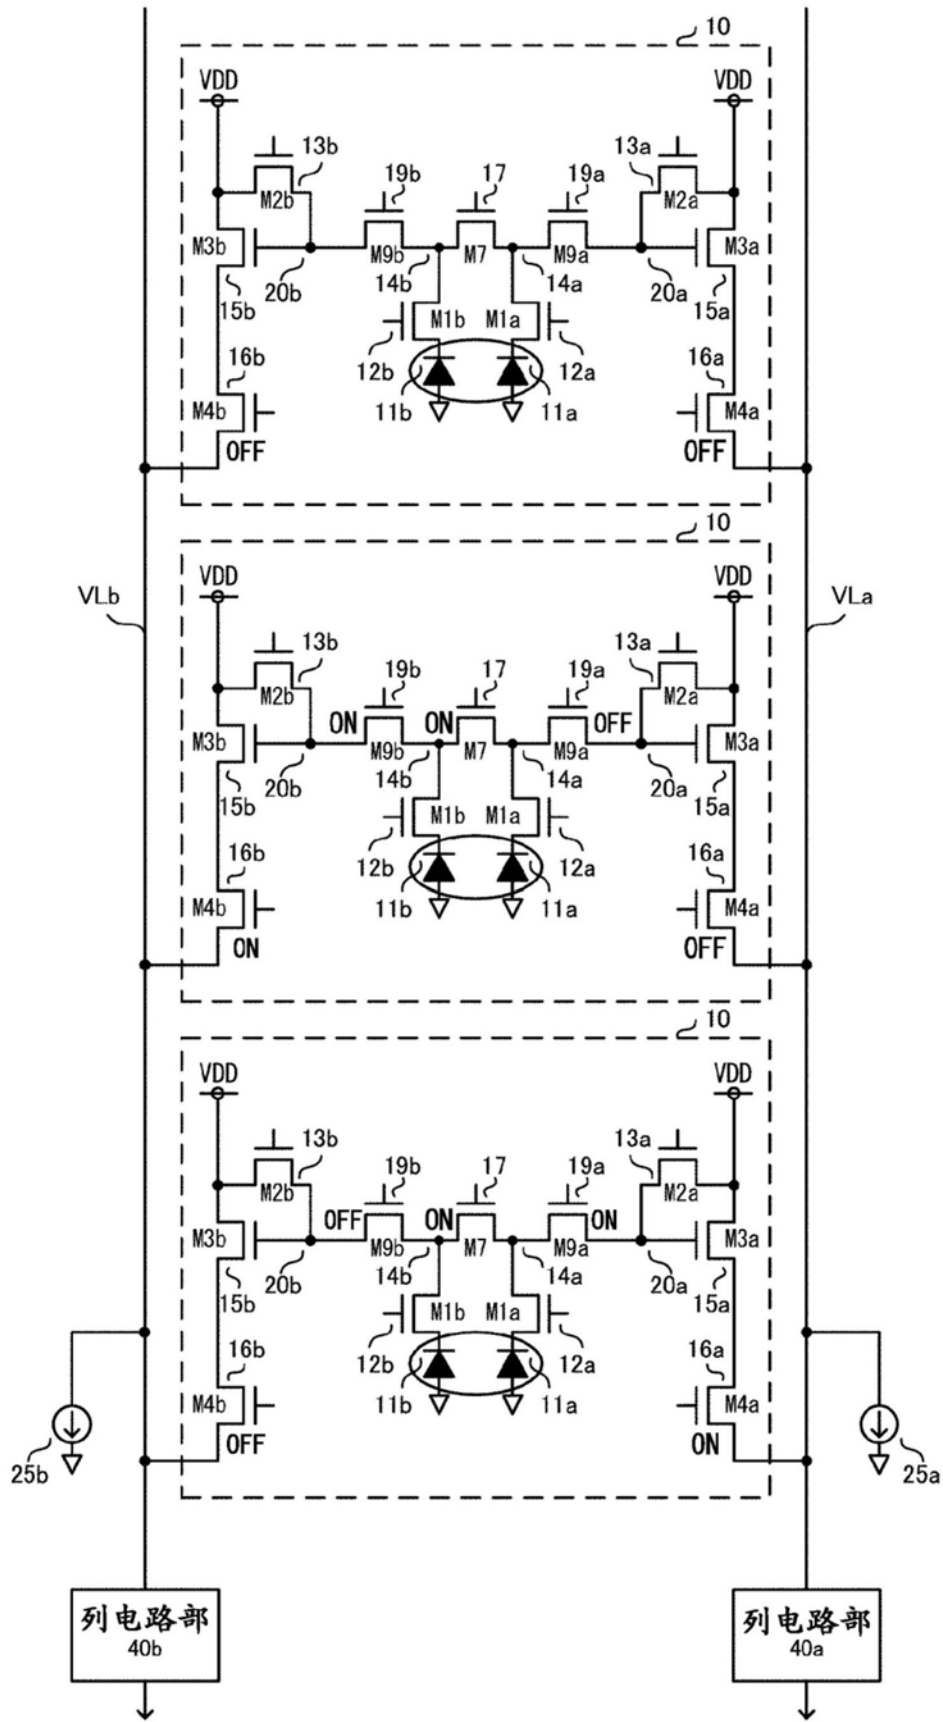 10
VDD VDD
13b 13a
19b 17 19a
M2b M2a
M3b M9b M7 M9a M3a
15b 20b 14b 14a 20a 15a
M1b M1a
16b 12b 12a 16a
M4b 11b 11a M4a
OFF OFF
10
VLb VDD VDD VLa
13b 13a
19b 17 19a
M2b ON ON OFF M2a
M3b M9b M7 M9a M3a
15b 20b 14b 14a 20a 15a
M1b M1a
16b 12b 12a 16a
M4b 11b 11a M4a
ON OFF
10
VDD VDD
13b 13a
19b 17 19a
M2b OFF ON ON M2a
M3b M9b M7 M9a M3a
15b 20b 14b 14a 20a 15a
M1b M1a
16b 12b 12a 16a
M4b 11b 11a M4a
OFF ON
25b 25a
列电路部 列电路部
40b 40a